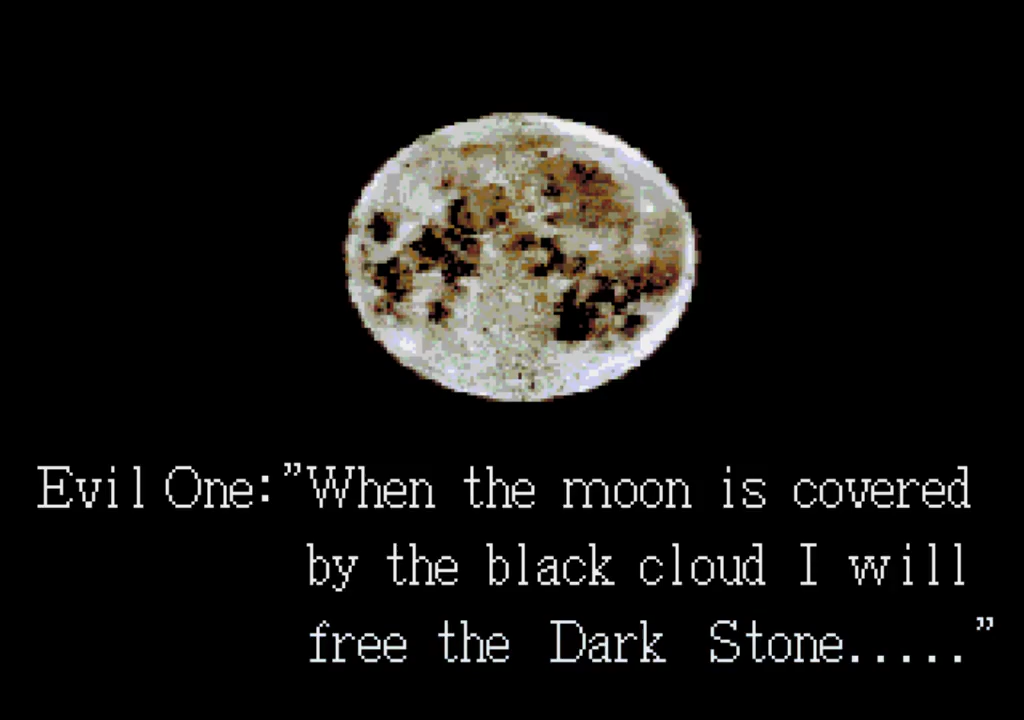 Evil One:”When the moon is covered
by the black cloud I will
free the Dark Stone.....”